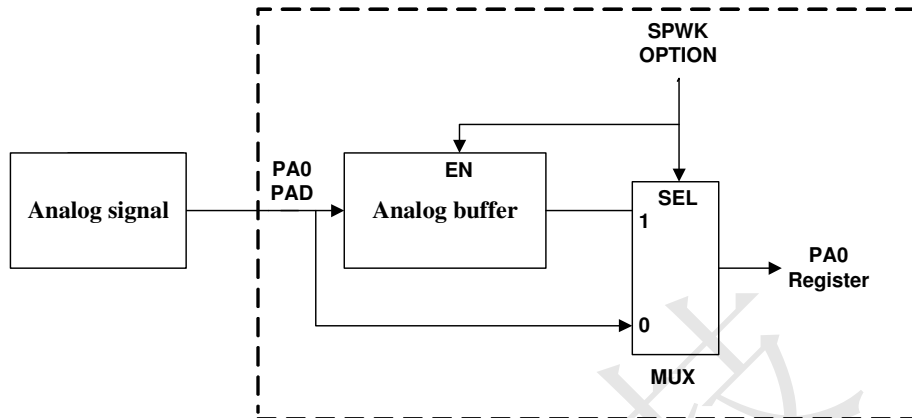 SPWK
OPTION
PA0
PAD
EN
Analog signal
Analog buffer
SEL
1
PA0
Register
0
MUX